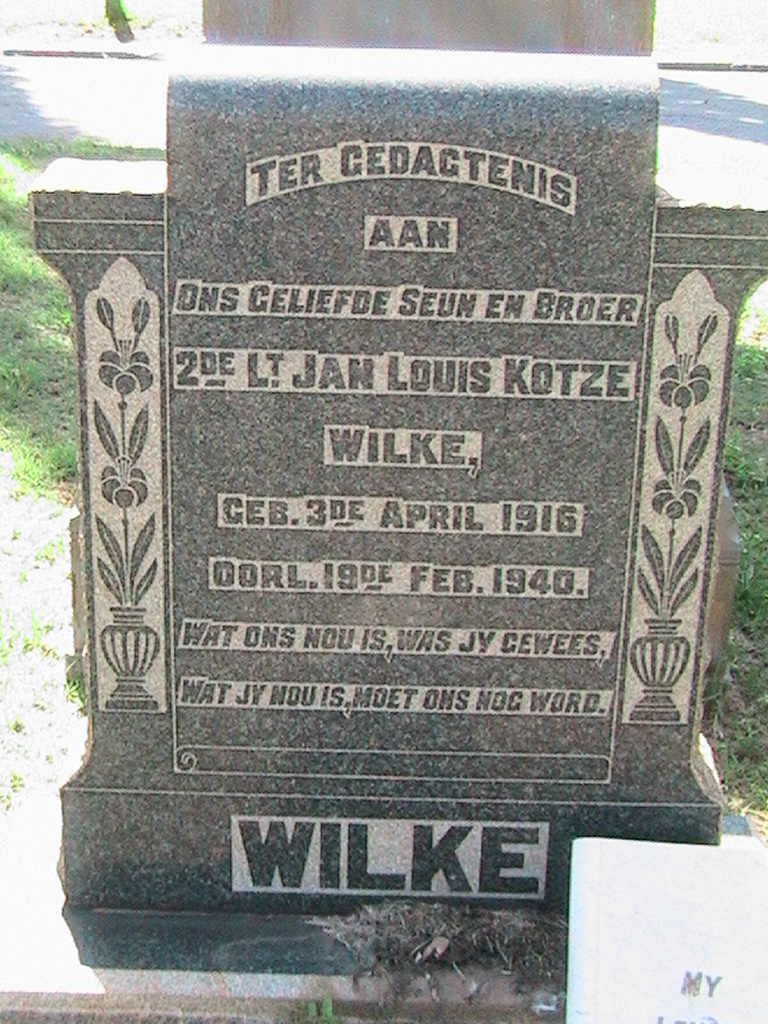 TER GEDAGTENIS
AAN
ONS GELIEFDE SEUN EN BROER
2DE LT. JAN LOUIS KOTZE
WILKE,
GEB. 3DE APRIL 1916
OORL. 19DE FEB. 1940.
WAT ONS NOU IS, WAS JY GEWEES,
WAT JY NOU IS, MOET ONS NOG WORD.
WILKE
MY